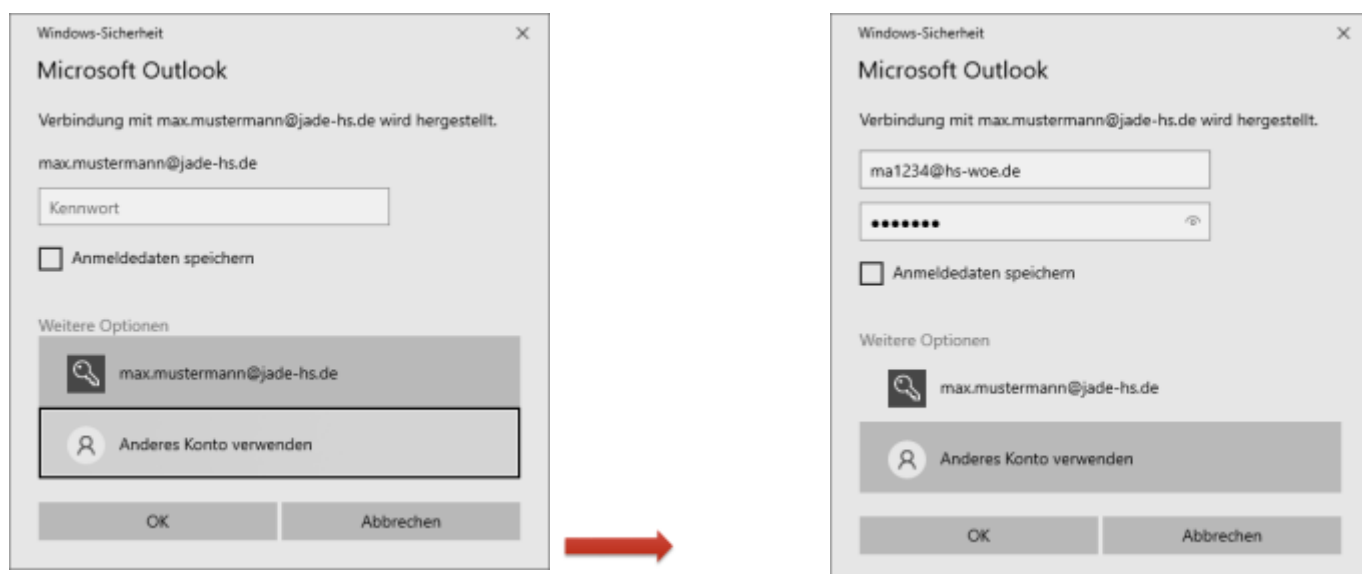 Windows-Sicherheit
Microsoft Outlook
Verbindung mit max.mustermann@jade-hs.de wird hergestellt.
max.mustermann@jade-hs.de
Kennwort
Anmeldedaten speichern
Weitere Optionen
max.mustermann@jade-hs.de
Anderes Konto verwenden
OK
Abbrechen
Windows-Sicherheit
Microsoft Outlook
Verbindung mit max.mustermann@jade-hs.de wird hergestellt.
ma1234@hs-woe.de
●●●●●●●
Anmeldedaten speichern
Weitere Optionen
max.mustermann@jade-hs.de
Anderes Konto verwenden
OK
Abbrechen